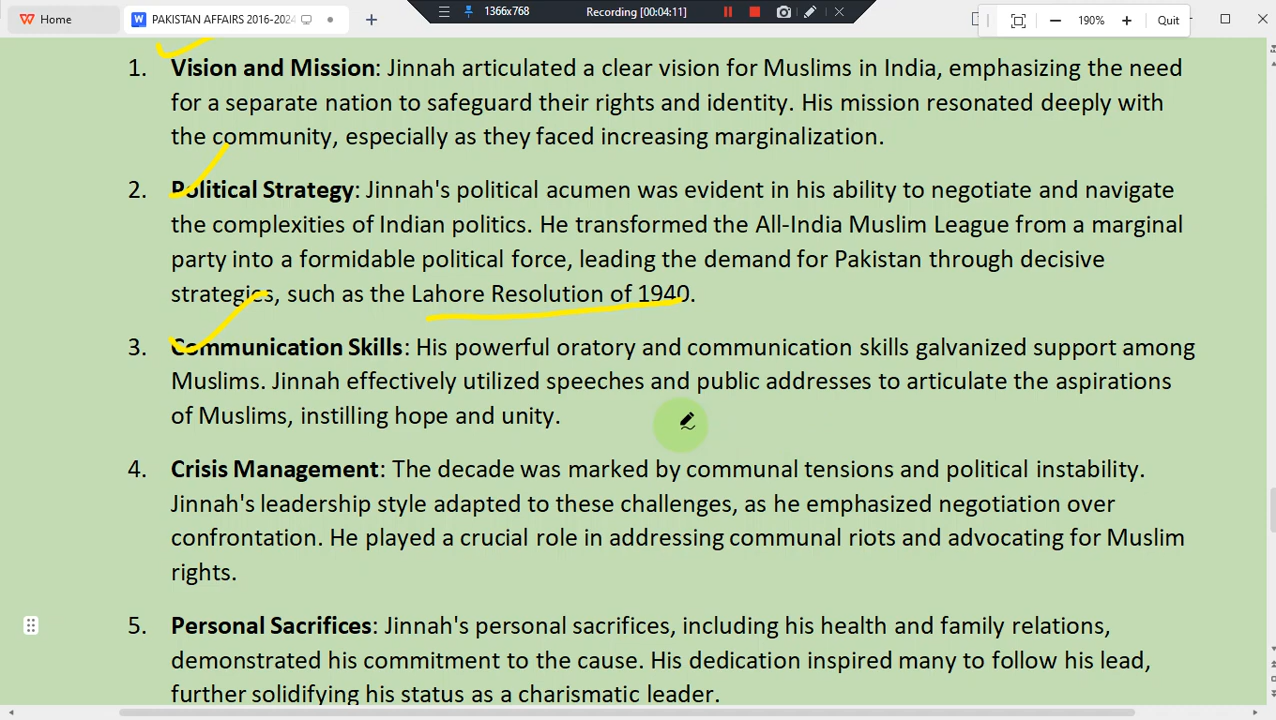 Home
PAKISTAN AFFAIRS 2016-2024
1366x768
Recording [00:04:11]
190%
Quit
1. Vision and Mission: Jinnah articulated a clear vision for Muslims in India, emphasizing the need
for a separate nation to safeguard their rights and identity. His mission resonated deeply with
the community, especially as they faced increasing marginalization.
2. Political Strategy: Jinnah's political acumen was evident in his ability to negotiate and navigate
the complexities of Indian politics. He transformed the All-India Muslim League from a marginal
party into a formidable political force, leading the demand for Pakistan through decisive
strategies, such as the Lahore Resolution of 1940.
3. Communication Skills: His powerful oratory and communication skills galvanized support among
Muslims. Jinnah effectively utilized speeches and public addresses to articulate the aspirations
of Muslims, instilling hope and unity.
4. Crisis Management: The decade was marked by communal tensions and political instability.
Jinnah's leadership style adapted to these challenges, as he emphasized negotiation over
confrontation. He played a crucial role in addressing communal riots and advocating for Muslim
rights.
5. Personal Sacrifices: Jinnah's personal sacrifices, including his health and family relations,
demonstrated his commitment to the cause. His dedication inspired many to follow his lead,
further solidifying his status as a charismatic leader.